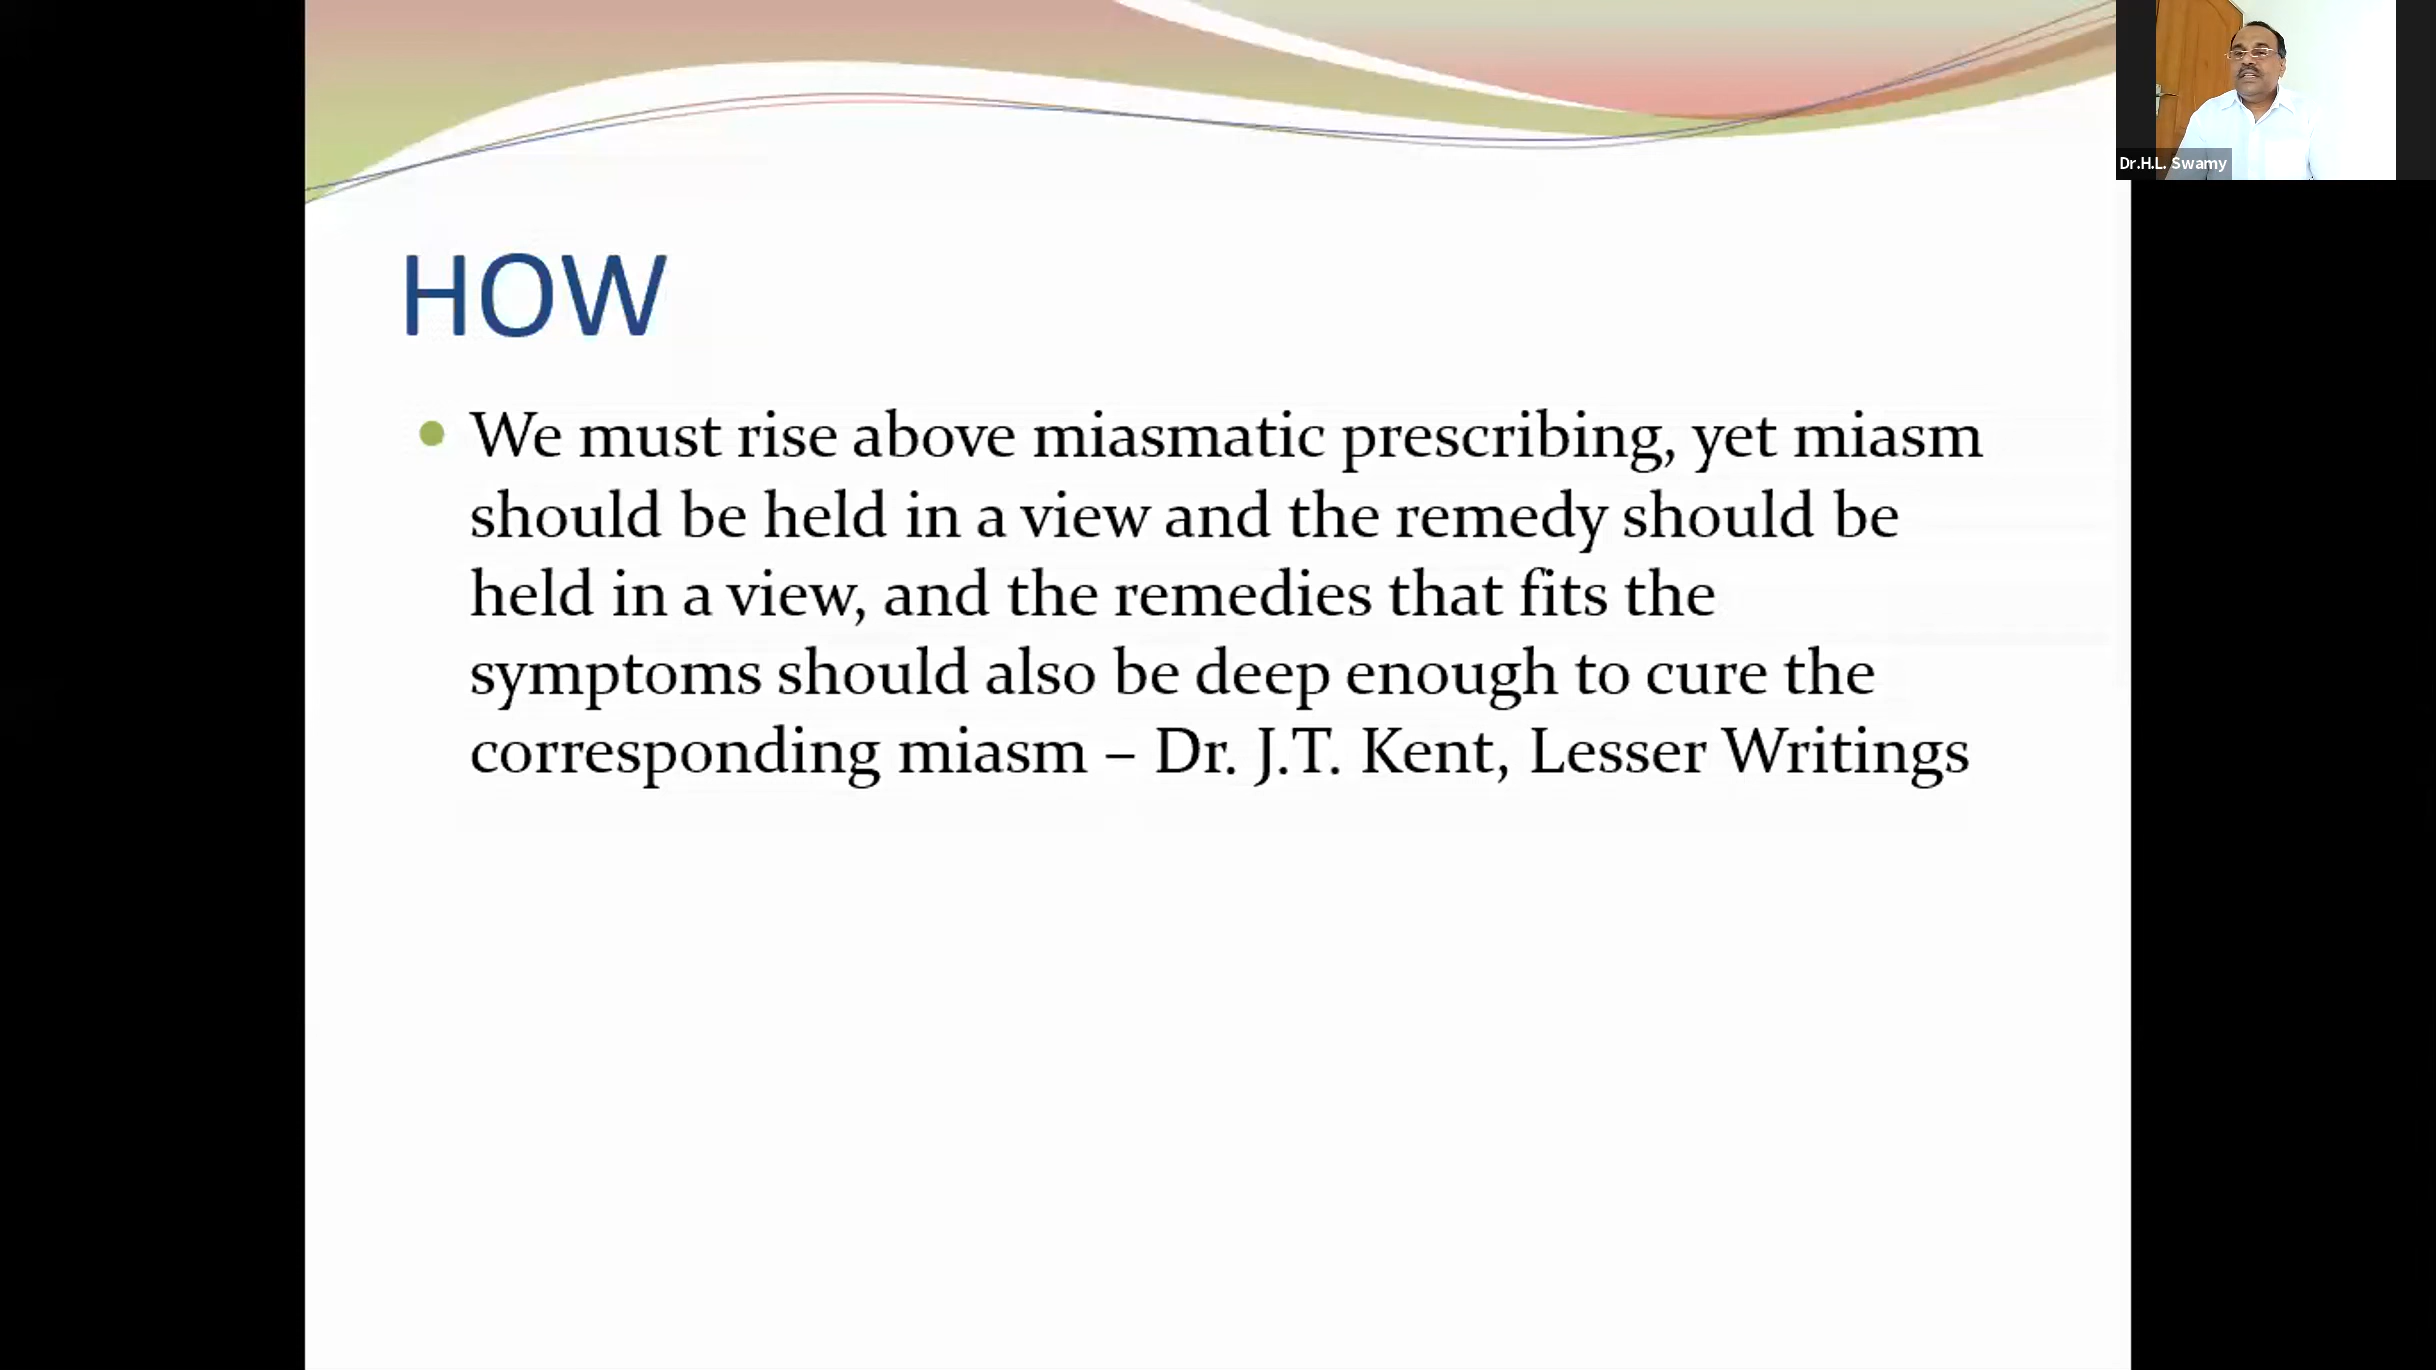 HOW
We must rise above miasmatic prescribing, yet miasm
should be held in a view and the remedy should be
held in a view, and the remedies that fits the
symptoms should also be deep enough to cure the
corresponding miasm – Dr. J.T. Kent, Lesser Writings
Dr.H.L. Swamy